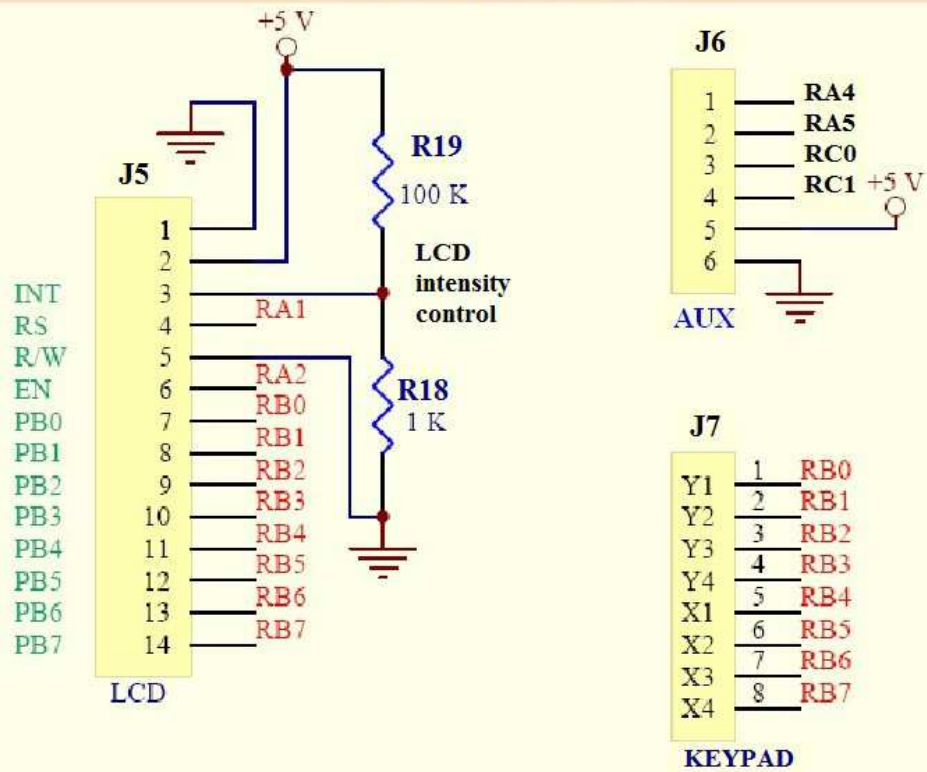 +5 V
J5
1
2
INT 3
RS 4 RA1
R/W 5
EN 6 RA2
PB0 7 RB0
PB1 8 RB1
PB2 9 RB2
PB3 10 RB3
PB4 11 RB4
PB5 12 RB5
PB6 13 RB6
PB7 14 RB7
LCD
R19
100 K
LCD
intensity
control
R18
1 K
J6
1 RA4
2 RA5
3 RC0
4 RC1 +5 V
5
6
AUX
J7
Y1 1 RB0
Y2 2 RB1
Y3 3 RB2
Y4 4 RB3
X1 5 RB4
X2 6 RB5
X3 7 RB6
X4 8 RB7
KEYPAD